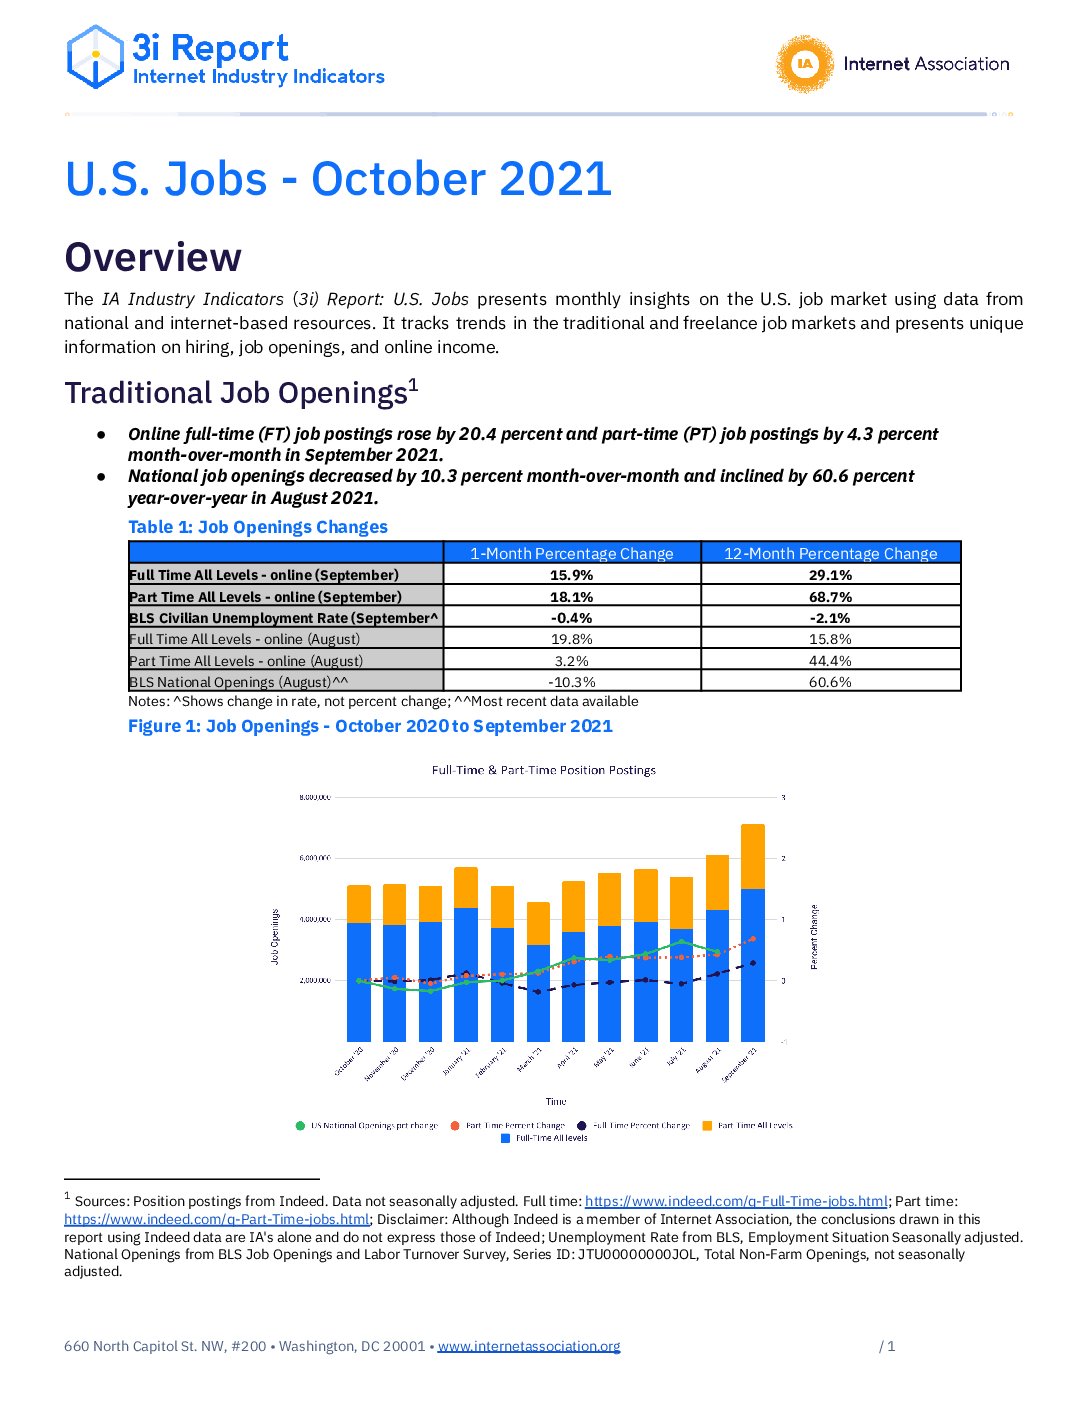 3i Report
Internet Industry Indicators
IA
Internet Association
U.S. Jobs - October 2021
Overview
The IA Industry Indicators (3i) Report: U.S. Jobs presents monthly insights on the U.S. job market using data from
national and internet-based resources. It tracks trends in the traditional and freelance job markets and presents unique
information on hiring, job openings, and online income.
Traditional Job Openings1
● Online full-time (FT) job postings rose by 20.4 percent and part-time (PT) job postings by 4.3 percent
month-over-month in September 2021.
● National job openings decreased by 10.3 percent month-over-month and inclined by 60.6 percent
year-over-year in August 2021.
Table 1: Job Openings Changes
1-Month Percentage Change 12-Month Percentage Change
Full Time All Levels - online (September) 15.9% 29.1%
Part Time All Levels - online (September) 18.1% 68.7%
BLS Civilian Unemployment Rate (September^ -0.4% -2.1%
Full Time All Levels - online (August) 19.8% 15.8%
Part Time All Levels - online (August) 3.2% 44.4%
BLS National Openings (August)^^ -10.3% 60.6%
Notes: ^Shows change in rate, not percent change; ^^Most recent data available
Figure 1: Job Openings - October 2020 to September 2021
Full-Time & Part-Time Position Postings
8,000,000 3
6,000,000 2
4,000,000 1
2,000,000 0
-1
Job Openings
Percent Change
October '20 November '20 December '20 January '21 February '21 March '21 April '21 May '21 June '21 July '21 August '21 September '21
Time
US National Openings pct change Part-Time Percent Change Full-Time Percent Change Part-Time All Levels
Full-Time All levels
1 Sources: Position postings from Indeed. Data not seasonally adjusted. Full time: https://www.indeed.com/q-Full-Time-jobs.html; Part time:
https://www.indeed.com/q-Part-Time-jobs.html; Disclaimer: Although Indeed is a member of Internet Association, the conclusions drawn in this
report using Indeed data are IA's alone and do not express those of Indeed; Unemployment Rate from BLS, Employment Situation Seasonally adjusted.
National Openings from BLS Job Openings and Labor Turnover Survey, Series ID: JTU00000000JOL, Total Non-Farm Openings, not seasonally
adjusted.
660 North Capitol St. NW, #200 • Washington, DC 20001 • www.internetassociation.org / 1